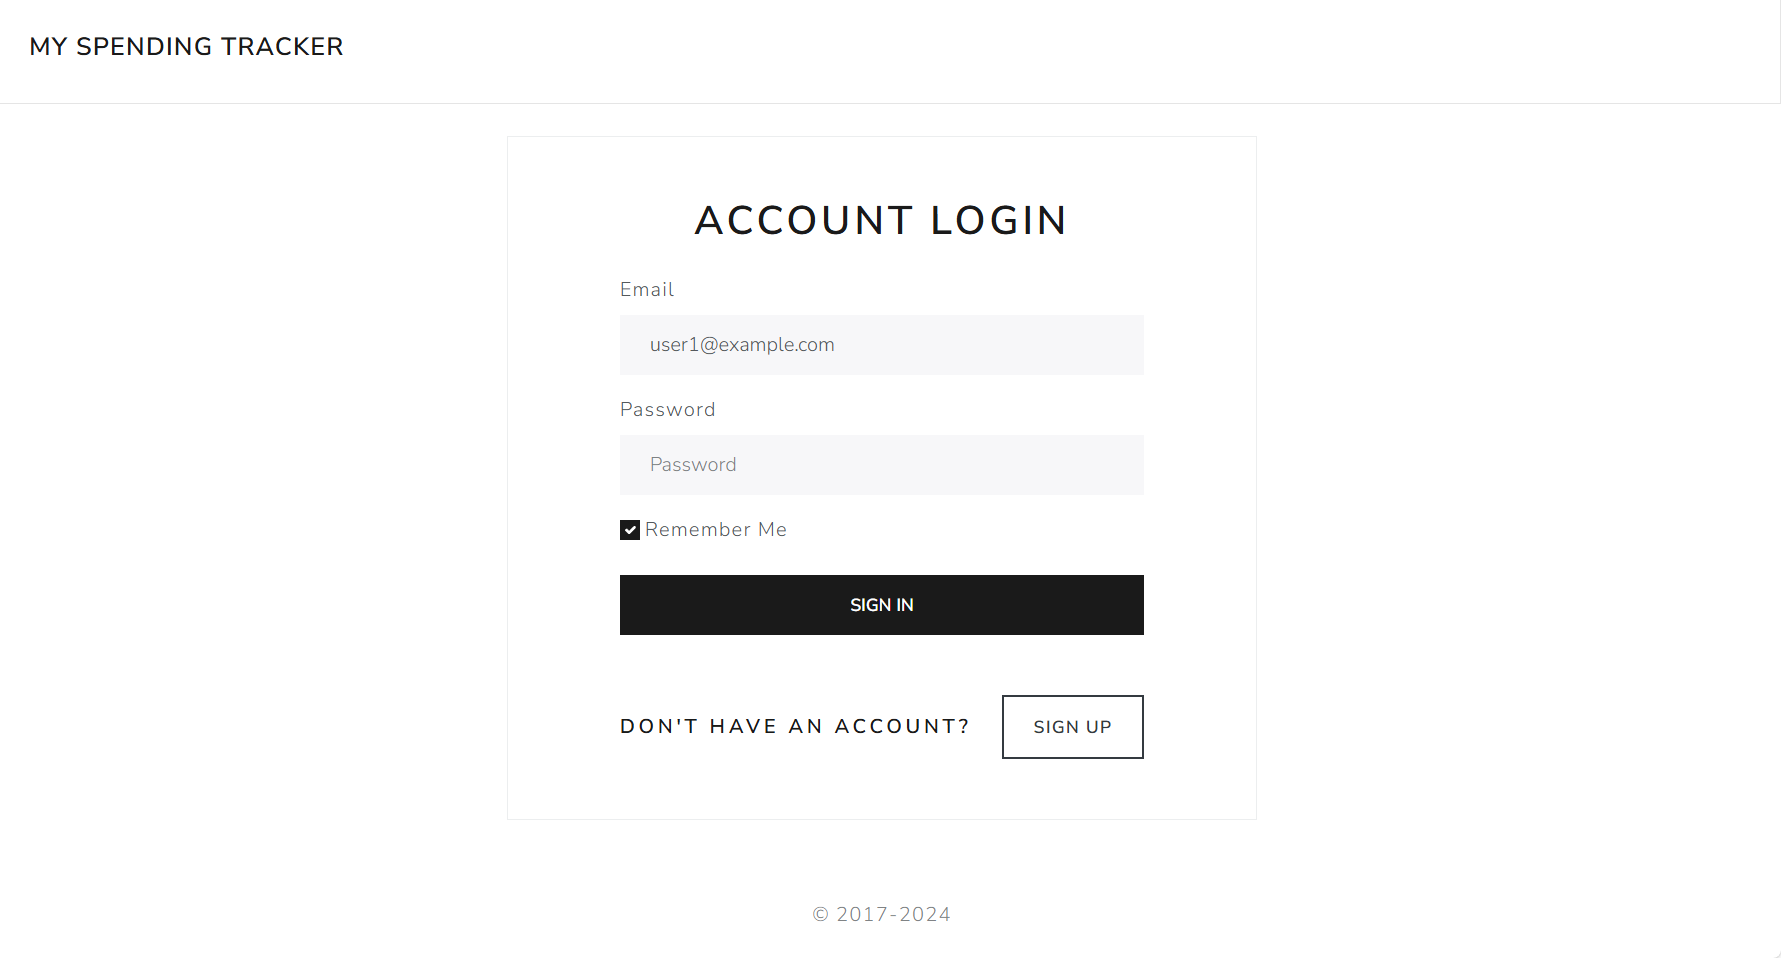 MY SPENDING TRACKER
ACCOUNT LOGIN
Email
user1@example.com
Password
Password
Remember Me
SIGN IN
DON'T HAVE AN ACCOUNT? SIGN UP
© 2017-2024